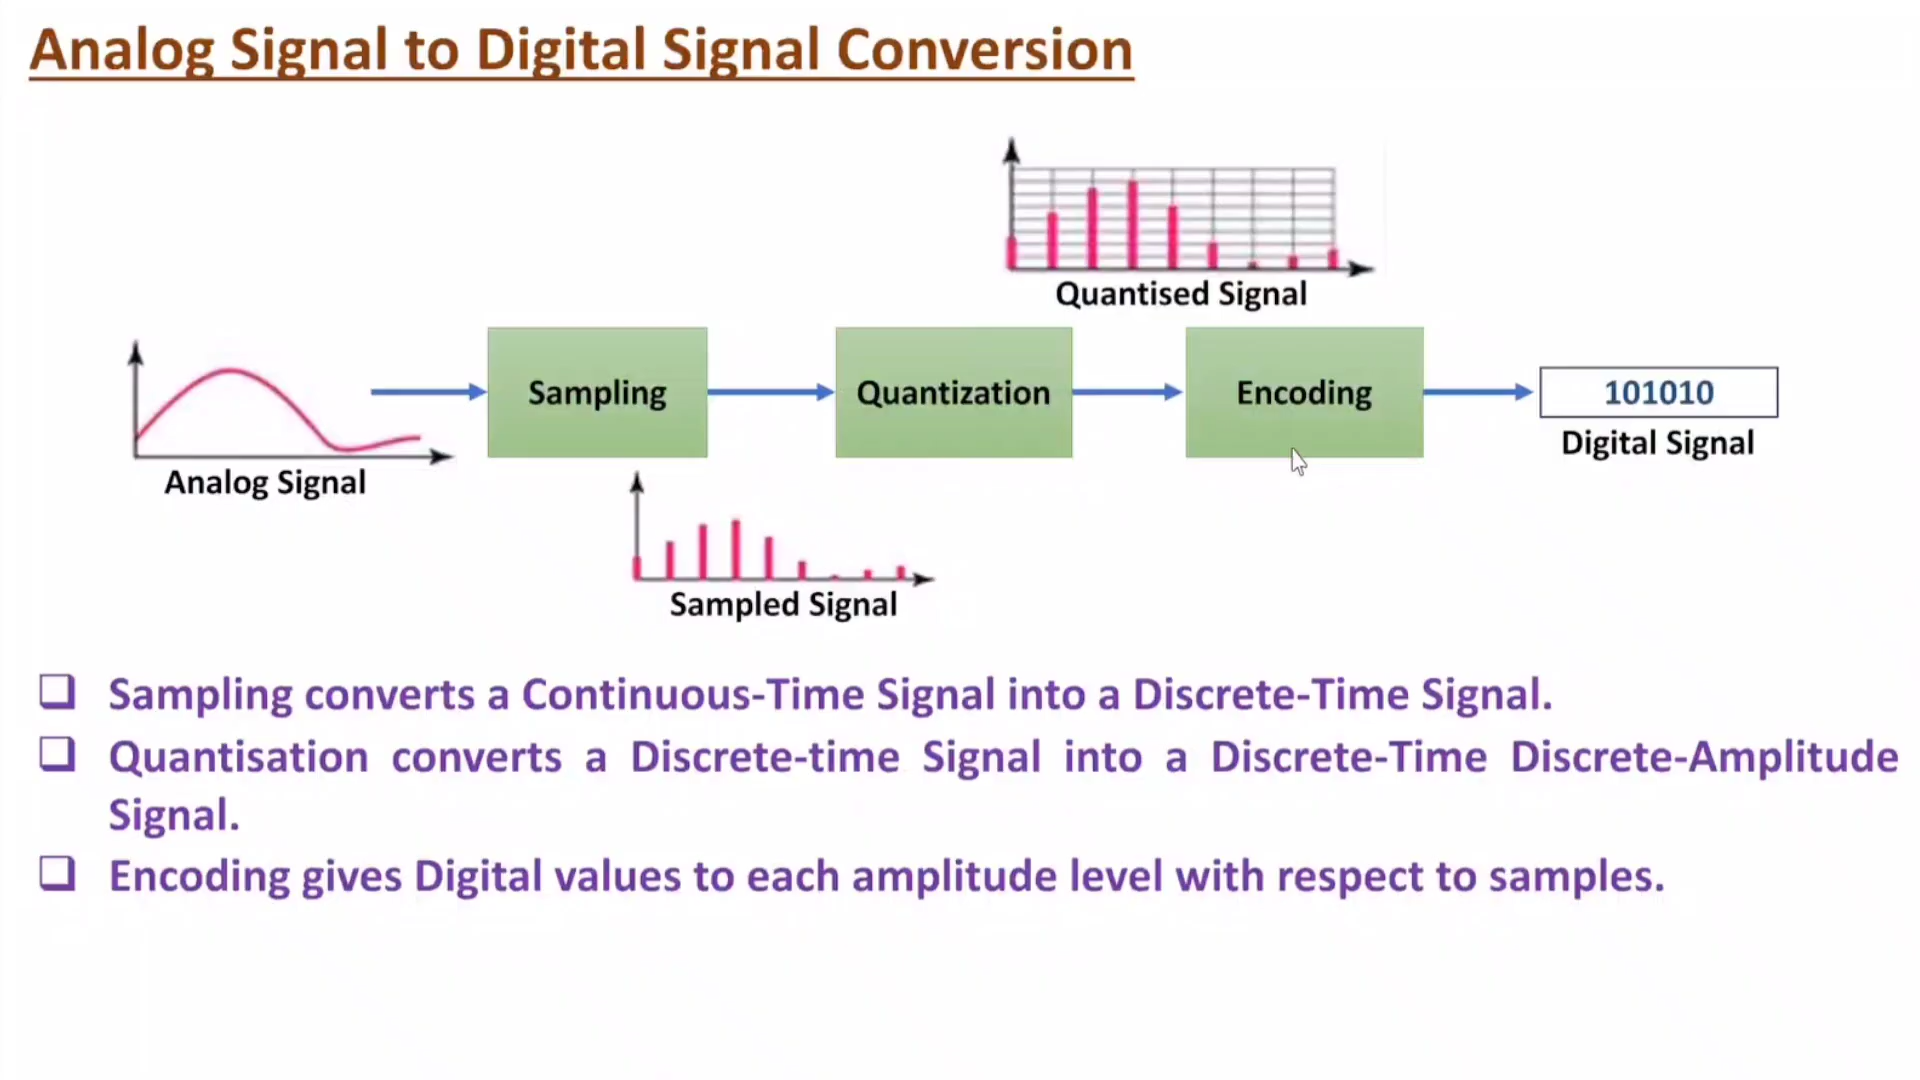 Analog Signal to Digital Signal Conversion
Quantised Signal
Sampling
Quantization
Encoding
101010
Digital Signal
Analog Signal
Sampled Signal
Sampling converts a Continuous-Time Signal into a Discrete-Time Signal.
Quantisation converts a Discrete-time Signal into a Discrete-Time Discrete-Amplitude
Signal.
Encoding gives Digital values to each amplitude level with respect to samples.